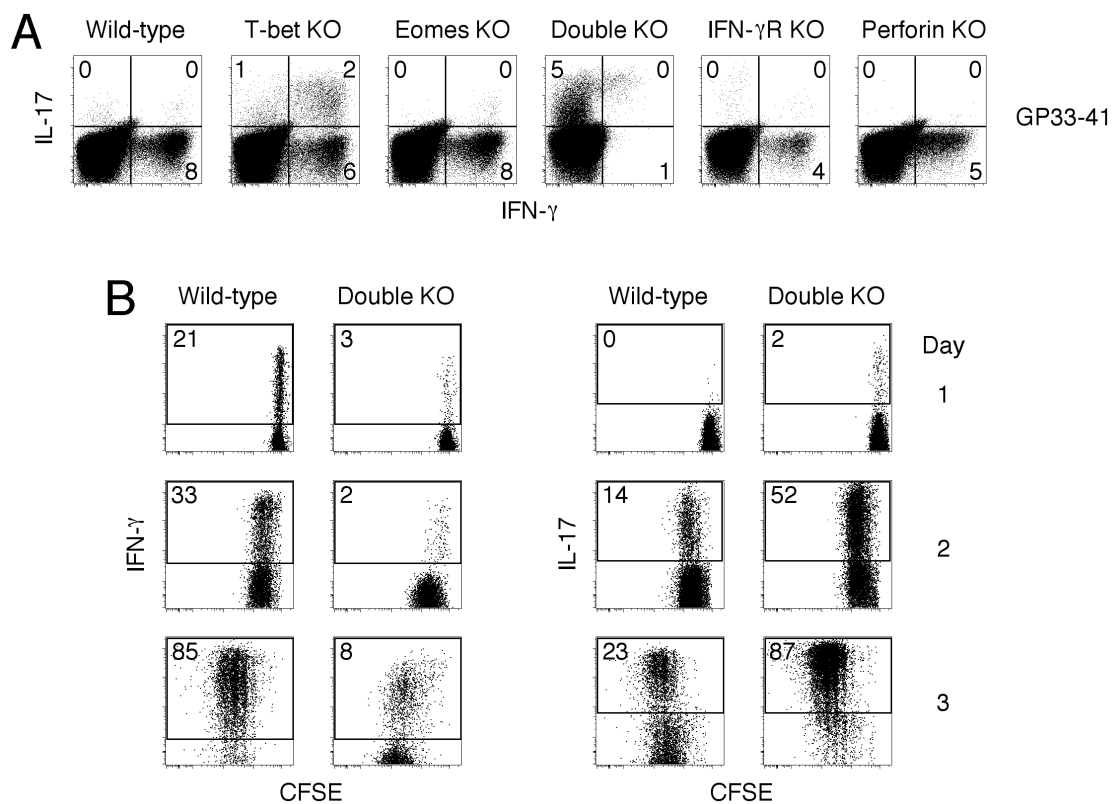 A
Wild-type T-bet KO Eomes KO Double KO IFN-γR KO Perforin KO
0 0 1 2 0 0 5 0 0 0 0 0
IL-17
GP33-41
8 6 8 1 4 5
IFN-γ
B
Wild-type Double KO Wild-type Double KO
21 3 0 2
Day
1
33 2 14 52
IFN-γ IL-17
2
85 8 23 87
3
CFSE CFSE